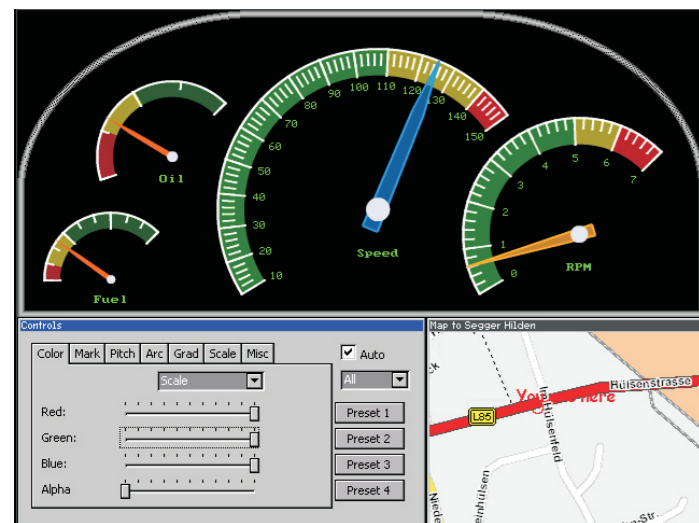 10
20
30
40
50
60
70
80
90
100
110
120
130
140
150
Speed
Oil
Fuel
0
1
2
3
4
5
6
7
RPM
Controls
Color Mark Pitch Arc Grad Scale Misc
Auto
Scale
All
Red:
Preset 1
Green:
Preset 2
Blue:
Preset 3
Alpha
Preset 4
Map to Segger Hilden
Hülsenstrasse
here
L85
Im Hülsenfeld